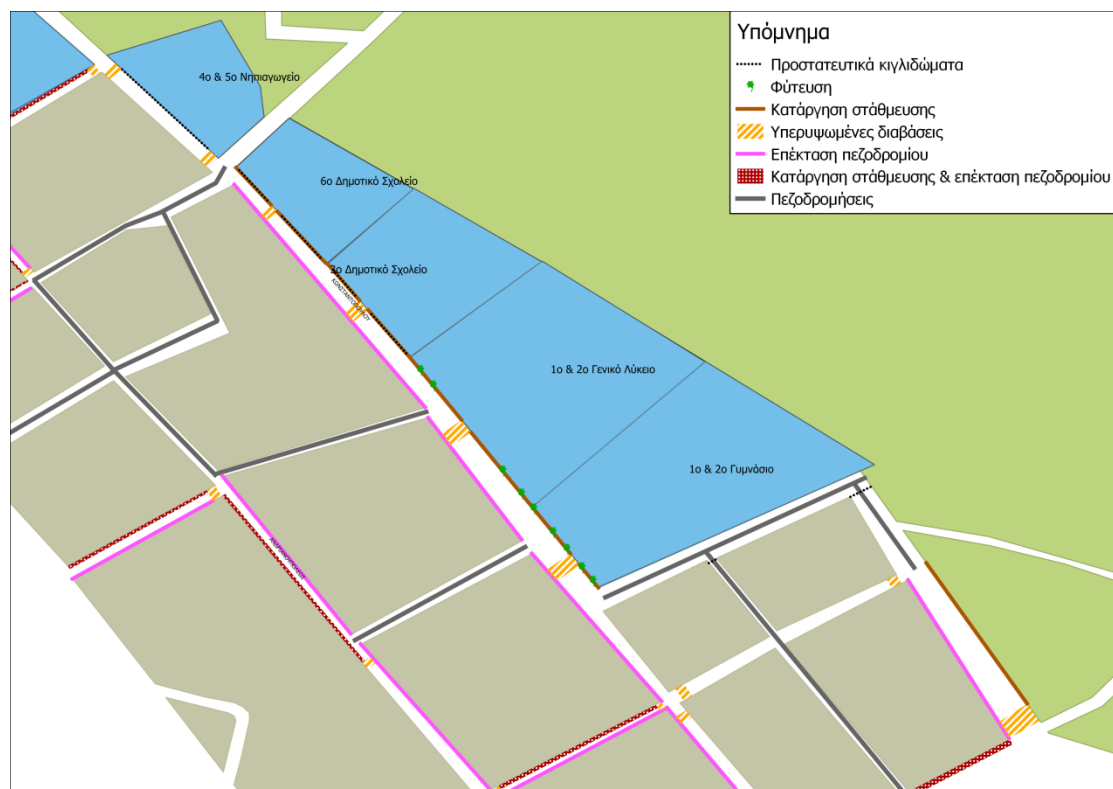 Υπόμνημα
Προστατευτικά κιγλιδώματα
Φύτευση
Κατάργηση στάθμευσης
Υπερυψωμένες διαβάσεις
Επέκταση πεζοδρομίου
Κατάργηση στάθμευσης & επέκταση πεζοδρομίου
Πεζοδρομήσεις
4ο & 5ο Νηπιαγωγείο
6ο Δημοτικό Σχολείο
3ο Δημοτικό Σχολείο
ΚΩΝΣΤΑΝΤΟΠΟΥΛΟΥ
1ο & 2ο Γενικό Λύκειο
1ο & 2ο Γυμνάσιο